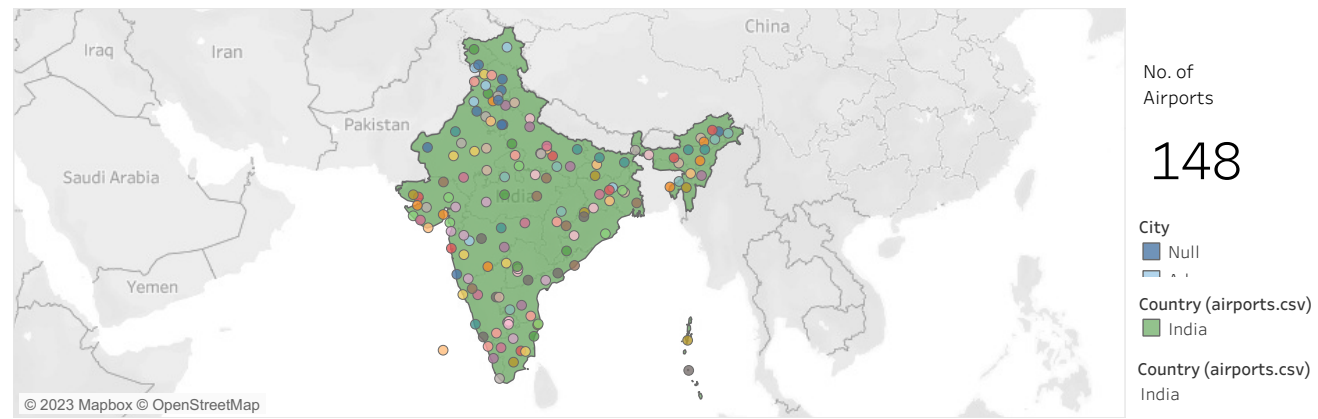 China
Iraq
Iran
Pakistan
Saudi Arabia
India
Yemen
© 2023 Mapbox © OpenStreetMap
No. of
Airports
148
City
Null
Country (airports.csv)
India
Country (airports.csv)
India